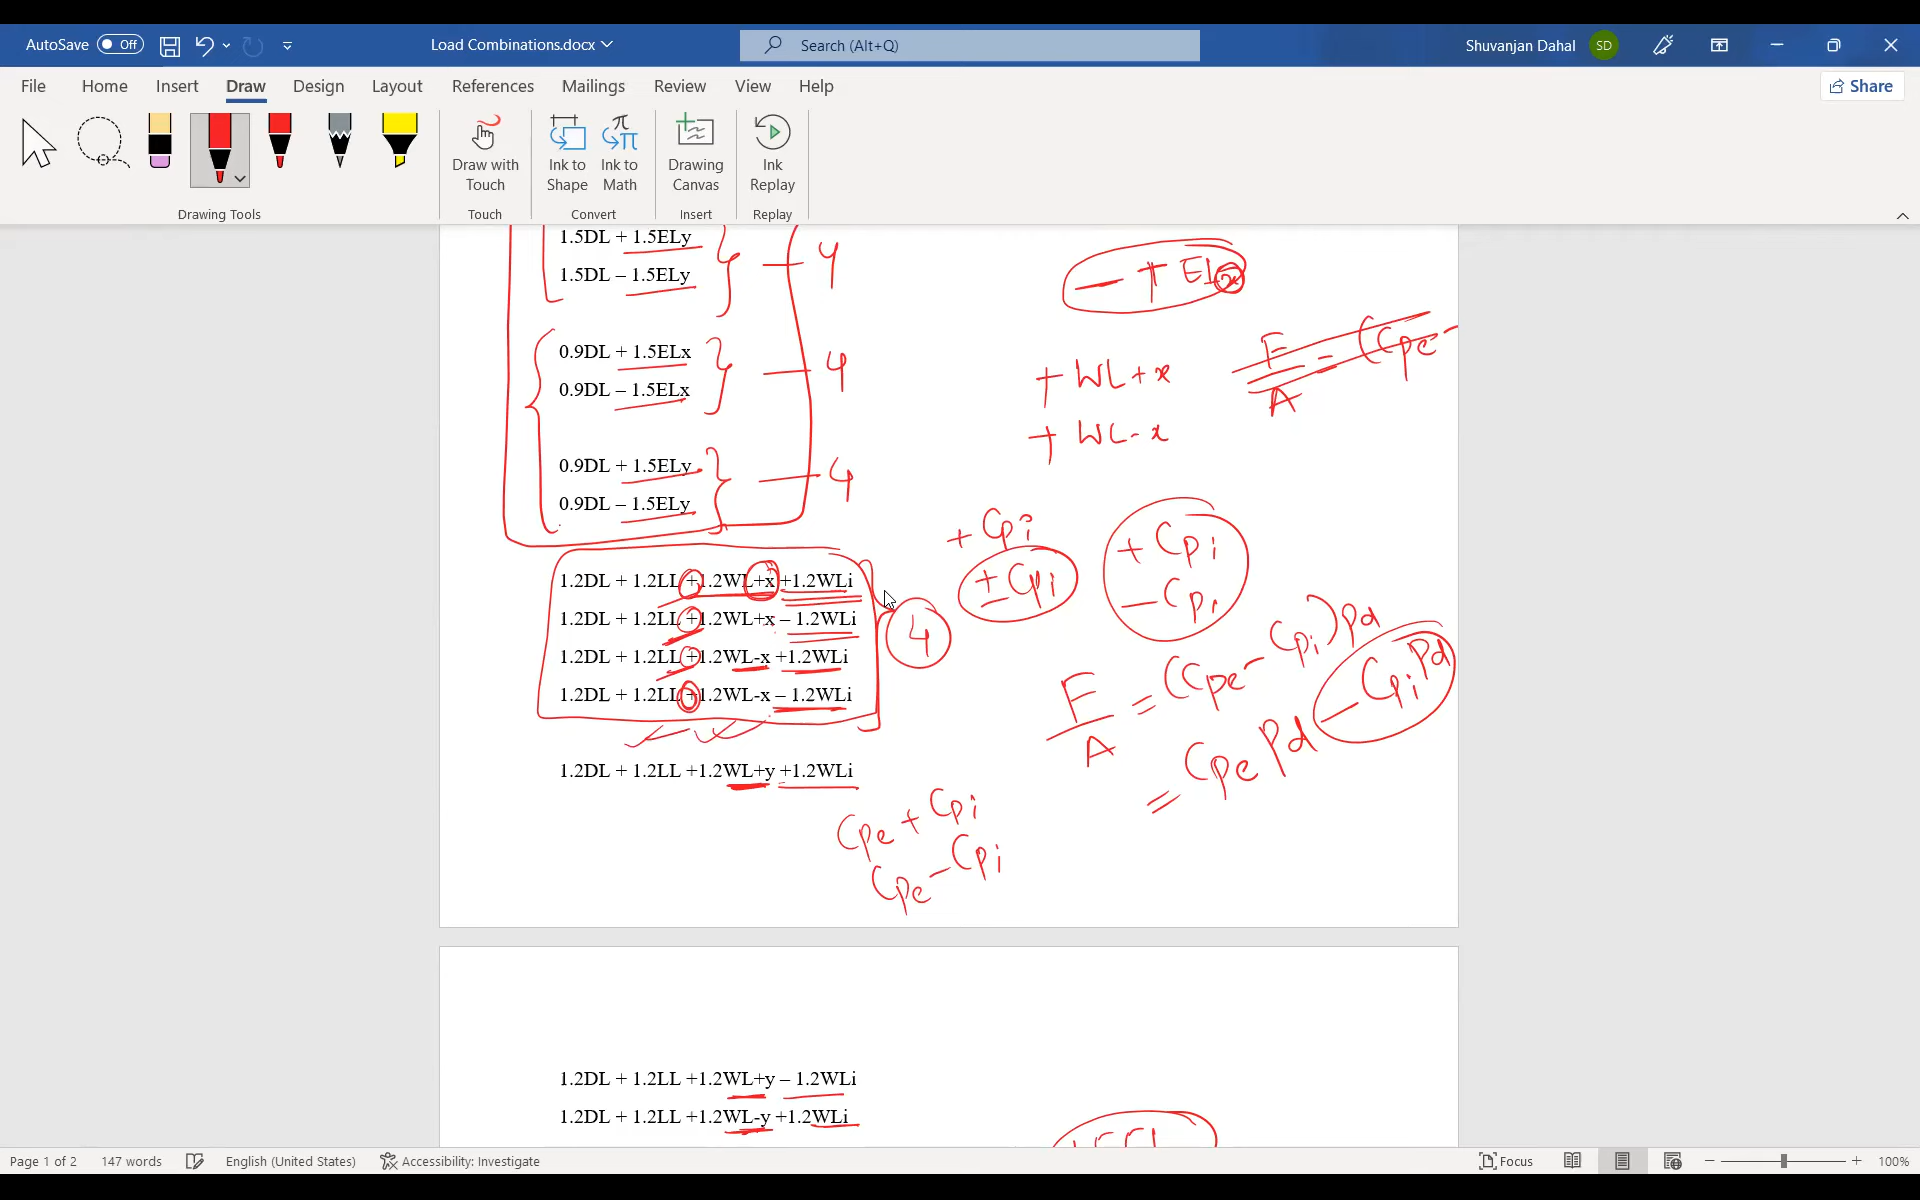 AutoSave Off Load Combinations.docx Search (Alt+Q) Shuvanjan Dahal SD
File Home Insert Draw Design Layout References Mailings Review View Help Share
Draw with Touch
Ink to Shape
Ink to Math
Drawing Canvas
Ink Replay
Drawing Tools Touch Convert Insert Replay
1.5DL + 1.5ELy
1.5DL – 1.5ELy
4
0.9DL + 1.5ELx
0.9DL – 1.5ELx
4
0.9DL + 1.5ELy
0.9DL – 1.5ELy
4
+ WL+x
+ WL-x
F/A = (Cpe -
+ Cpi
± Cpi
+ Cpi
- Cpi
1.2DL + 1.2LL +1.2WL+x +1.2WLi
1.2DL + 1.2LL +1.2WL+x – 1.2WLi
1.2DL + 1.2LL +1.2WL-x +1.2WLi
1.2DL + 1.2LL +1.2WL-x – 1.2WLi
4
F/A = (Cpe - Cpi) Pd
= Cpe Pd - Cpi Pd
1.2DL + 1.2LL +1.2WL+y +1.2WLi
Cpe + Cpi
Cpe - Cpi
1.2DL + 1.2LL +1.2WL+y – 1.2WLi
1.2DL + 1.2LL +1.2WL-y +1.2WLi
Page 1 of 2 147 words English (United States) Accessibility: Investigate Focus 100%